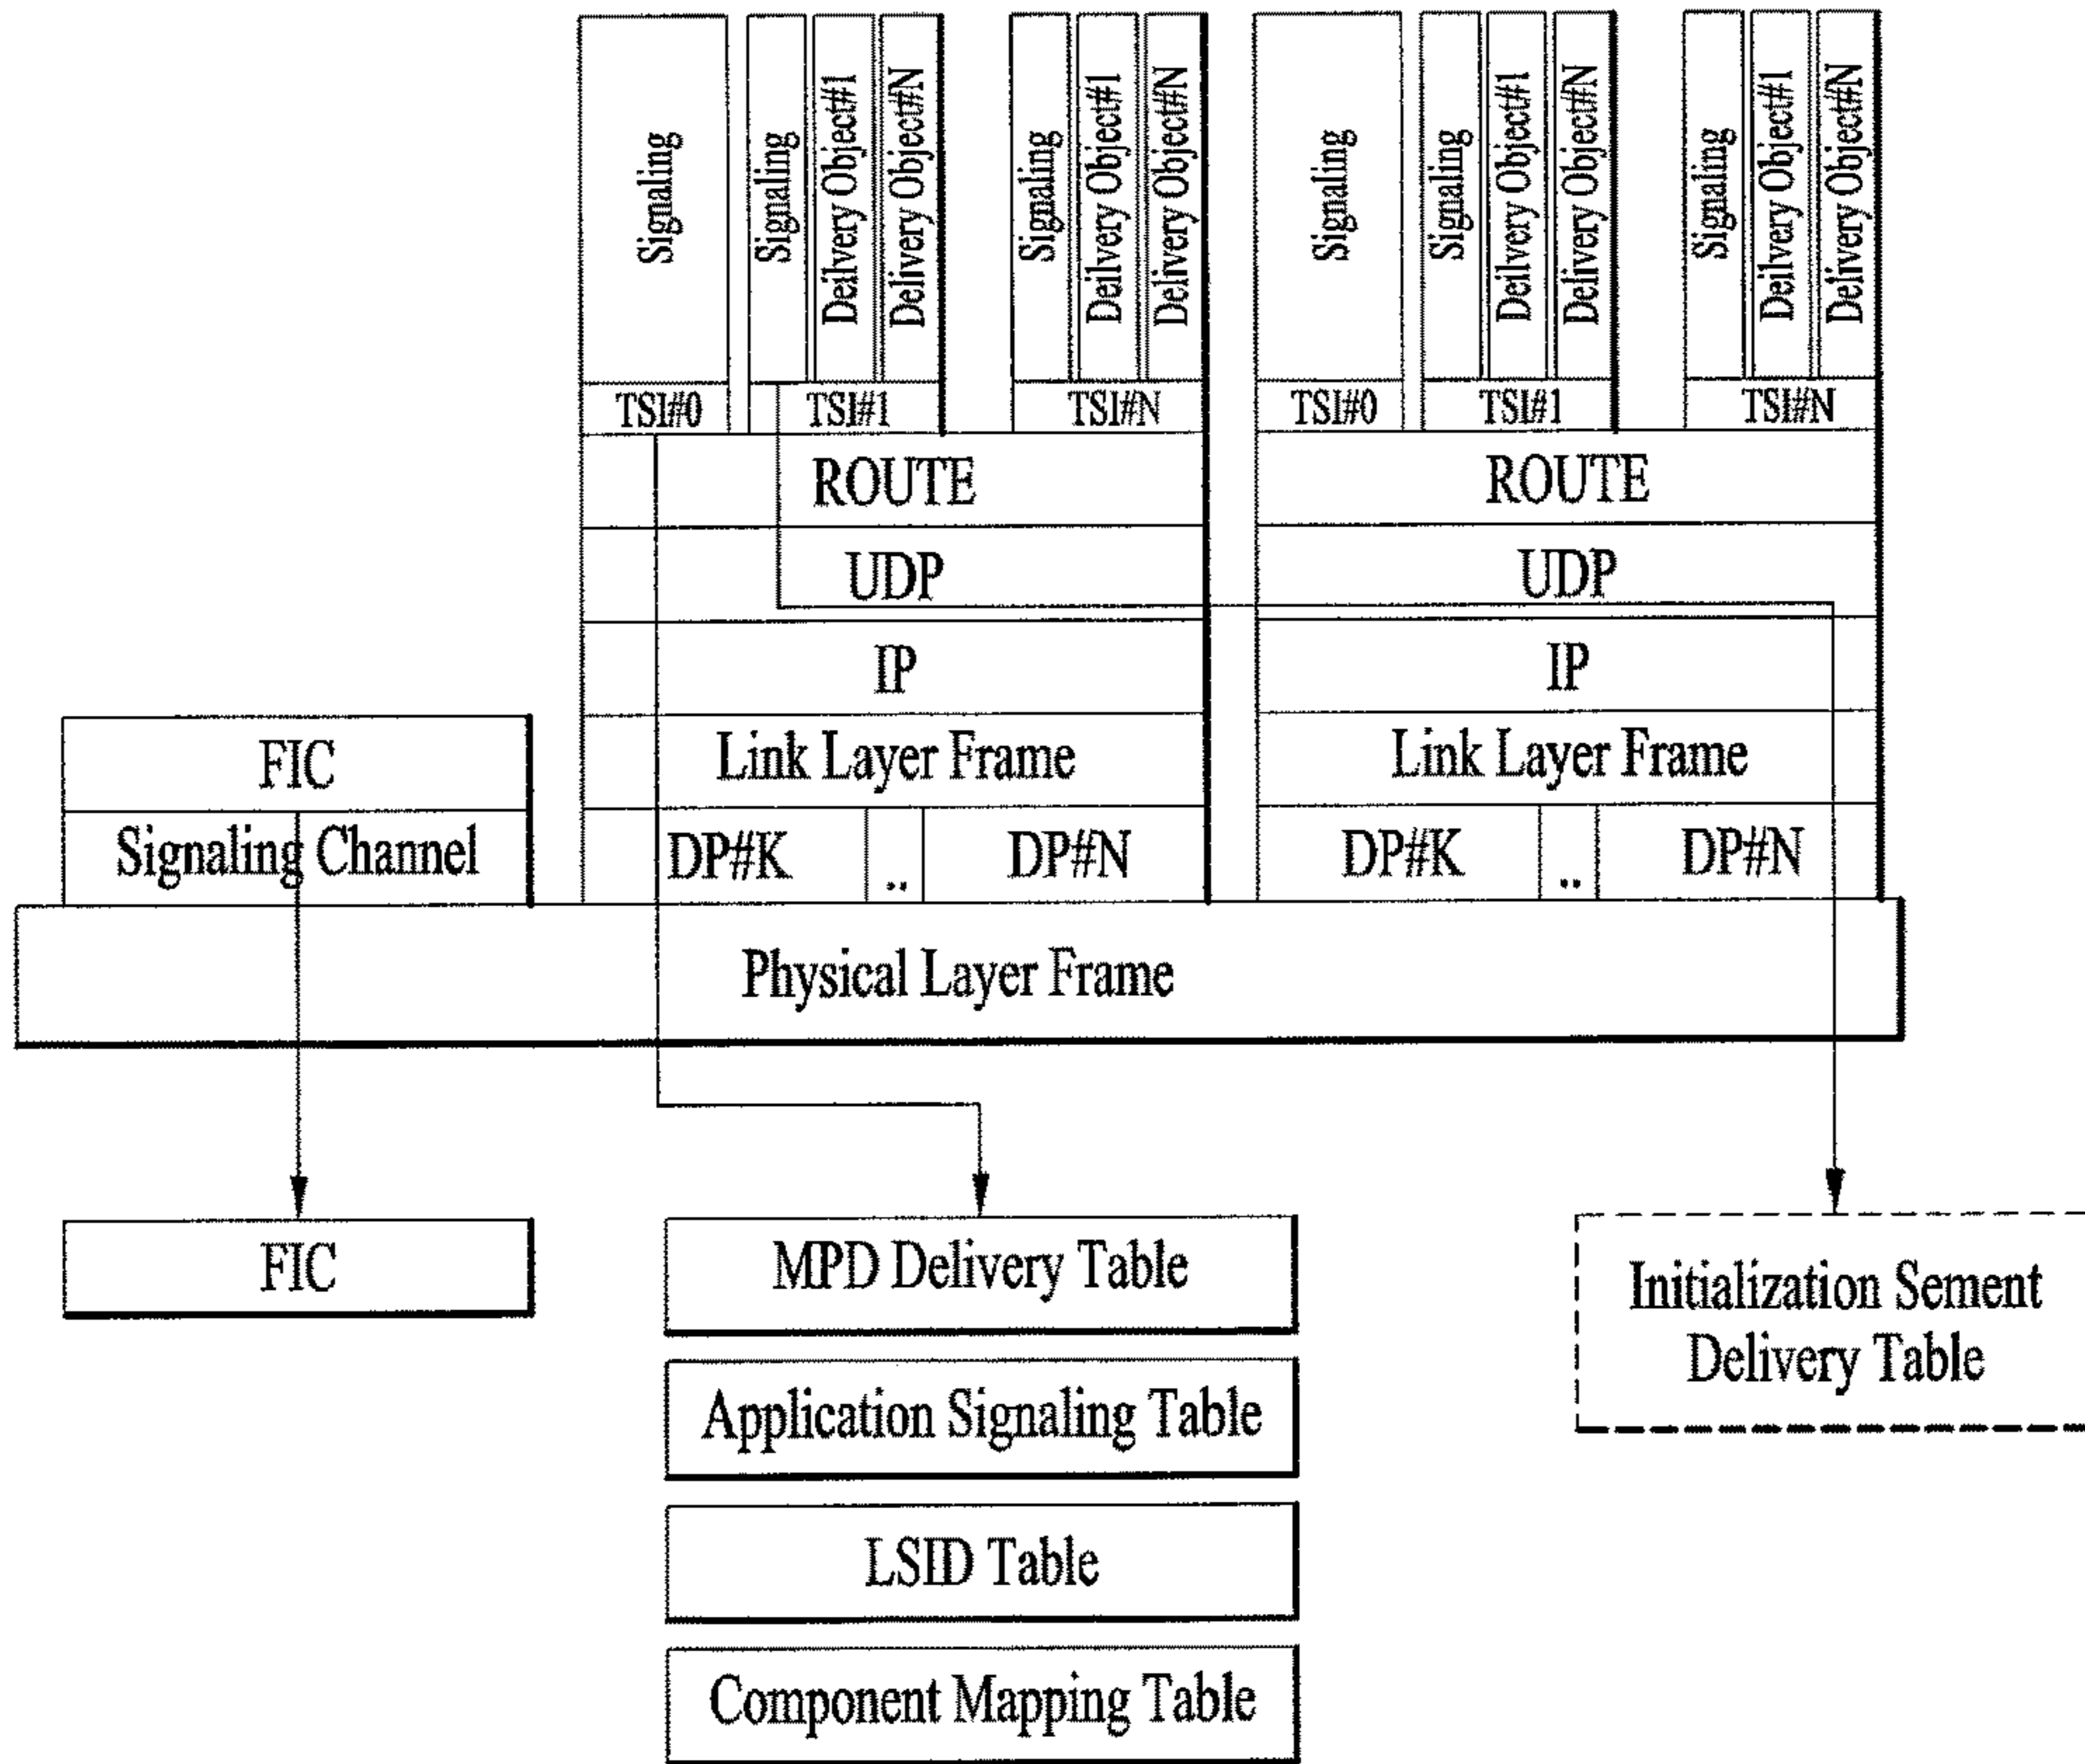 Signaling
Signaling
Deilvery Object#1
Delivery Object#N
Signaling
Deilvery Object#1
Delivery Object#N
Signaling
Signaling
Deilvery Object#1
Delivery Object#N
Signaling
Deilvery Object#1
Delivery Object#N
TSI#0
TSI#1
TSI#N
TSI#0
TSI#1
TSI#N
ROUTE
ROUTE
UDP
UDP
IP
IP
FIC
Link Layer Frame
Link Layer Frame
Signaling Channel
DP#K
..
DP#N
DP#K
..
DP#N
Physical Layer Frame
FIC
MPD Delivery Table
Initialization Sement
Delivery Table
Application Signaling Table
LSID Table
Component Mapping Table